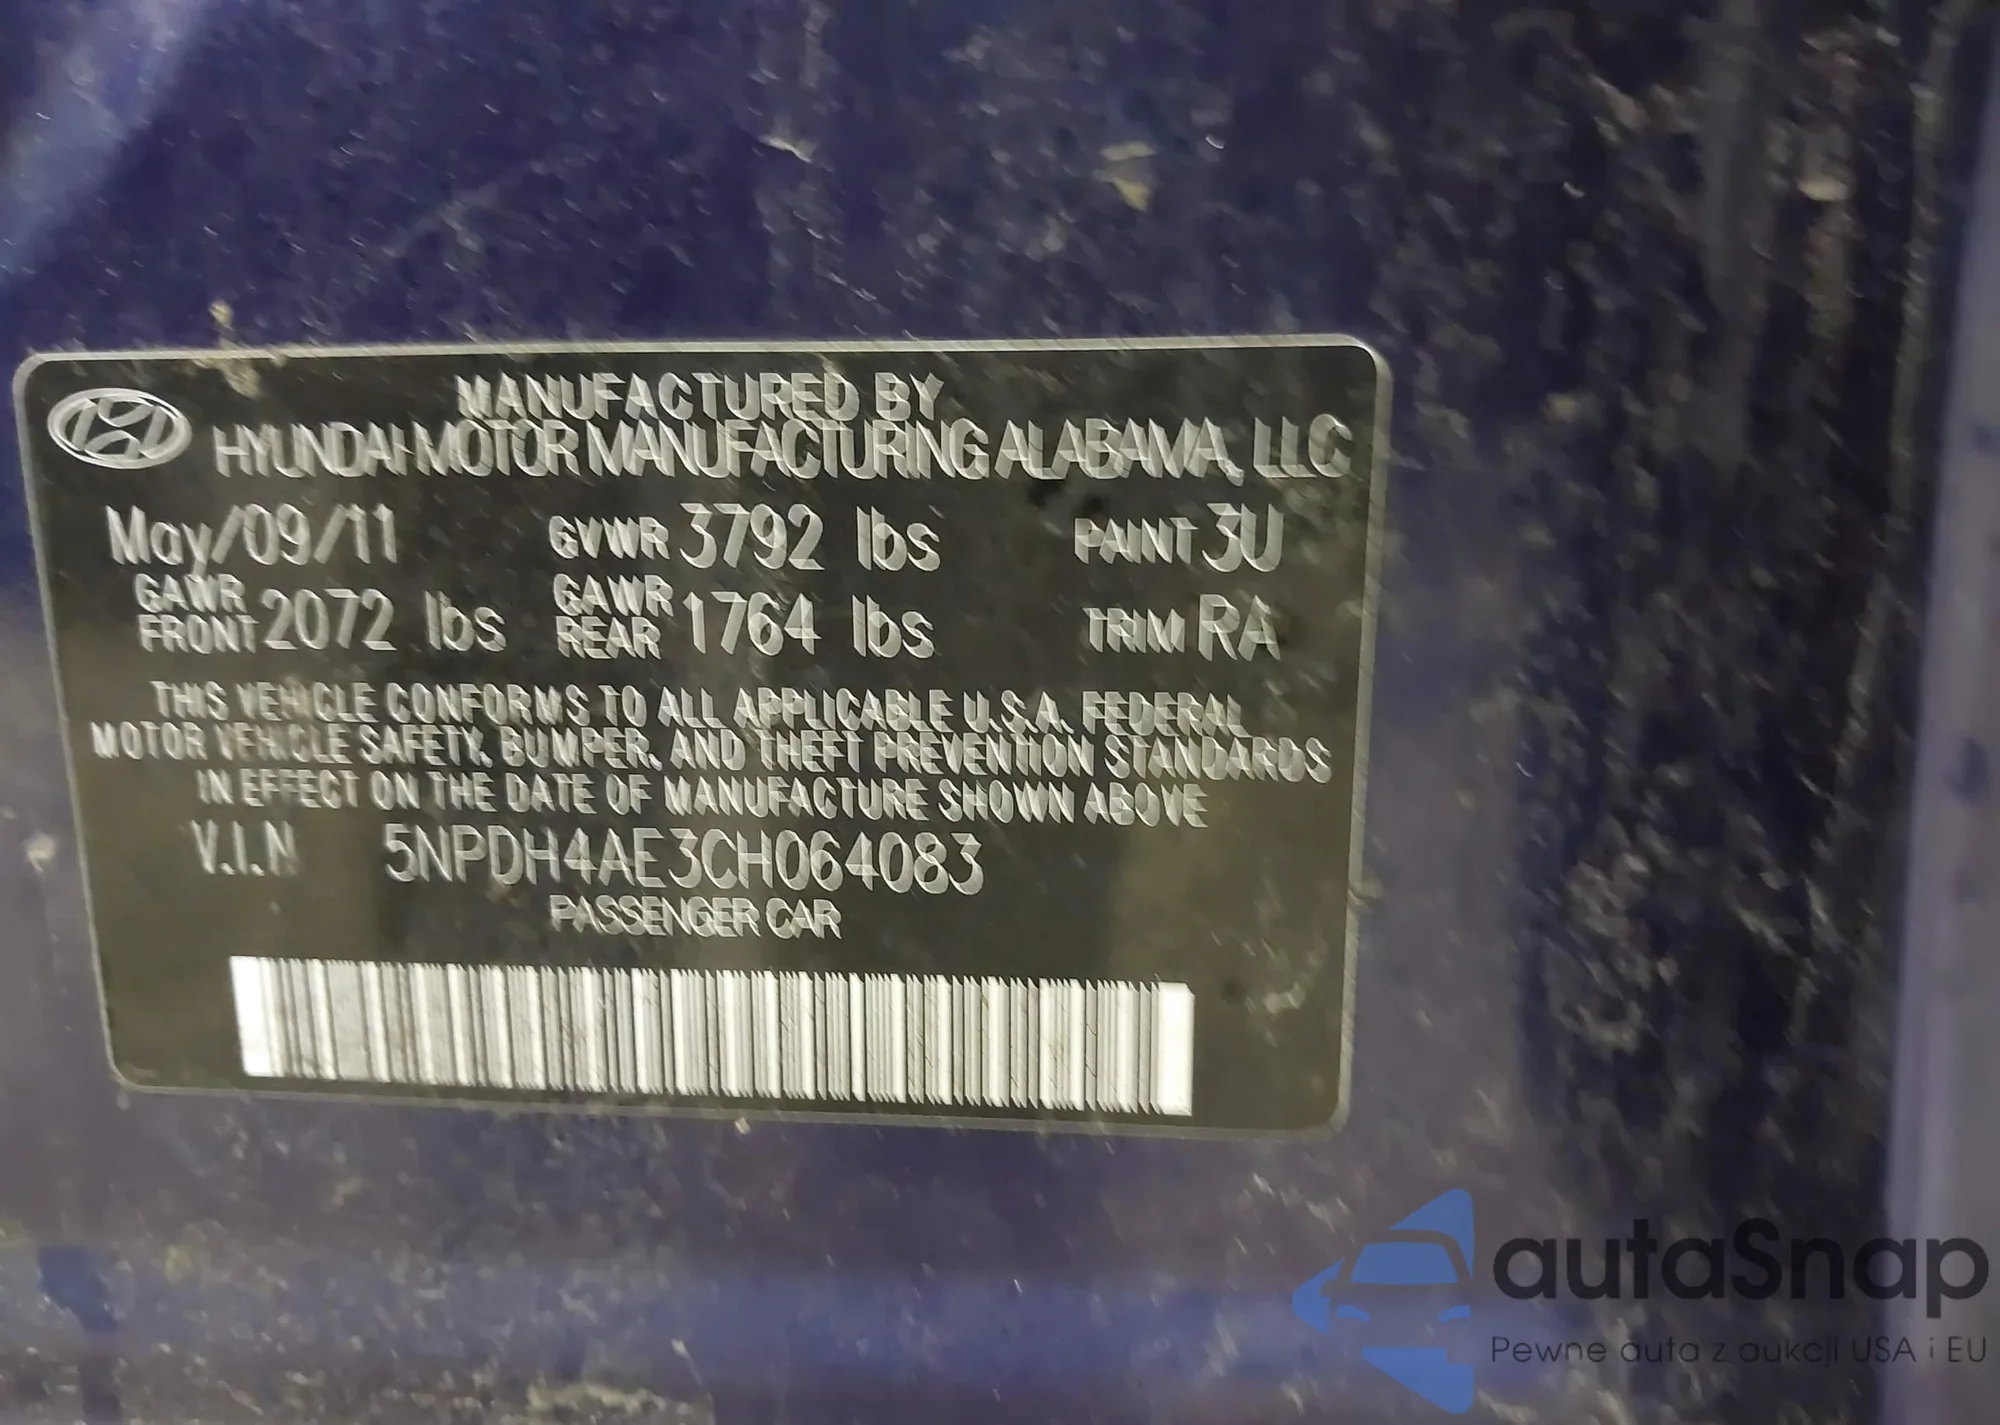 MANUFACTURED BY
HYUNDAI MOTOR MANUFACTURING ALABAMA, LLC
May/09/11 GVWR 3792 lbs PAINT 3U
GAWR FRONT 2072 lbs GAWR REAR 1764 lbs TRIM RA
THIS VEHICLE CONFORMS TO ALL APPLICABLE U.S.A. FEDERAL
MOTOR VEHICLE SAFETY, BUMPER, AND THEFT PREVENTION STANDARDS
IN EFFECT ON THE DATE OF MANUFACTURE SHOWN ABOVE
V.I.N 5NPDH4AE3CH064083
PASSENGER CAR
autaSnap
Pewne auta z aukcji USA i EU